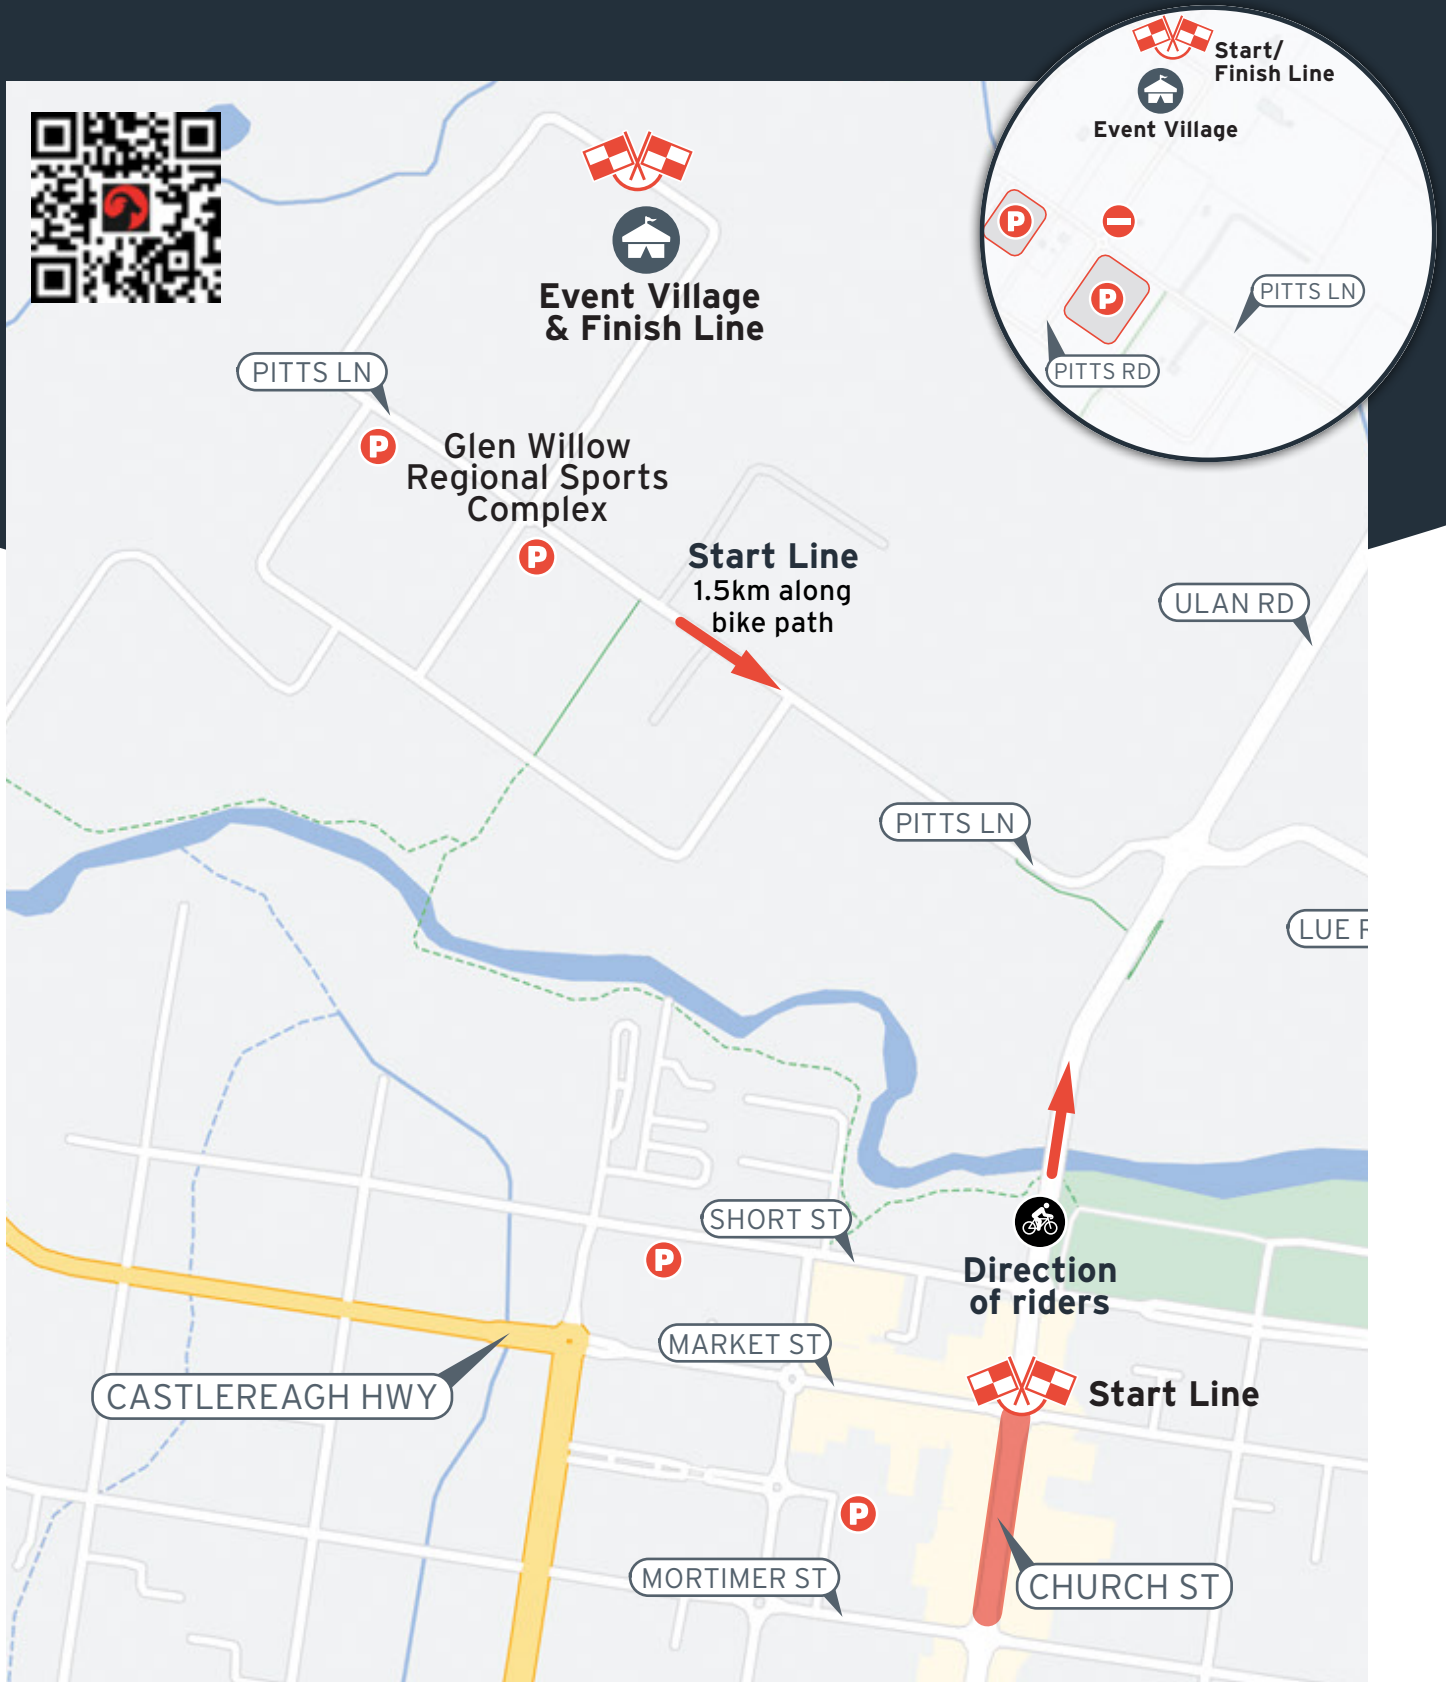 Start/
Finish Line
Event Village
P
P
PITTS LN
PITTS RD
Event Village
& Finish Line
PITTS LN
P
Glen Willow
Regional Sports
Complex
P
Start Line
1.5km along
bike path
ULAN RD
PITTS LN
LUE
SHORT ST
P
Direction
of riders
MARKET ST
CASTLEREAGH HWY
Start Line
P
MORTIMER ST
CHURCH ST